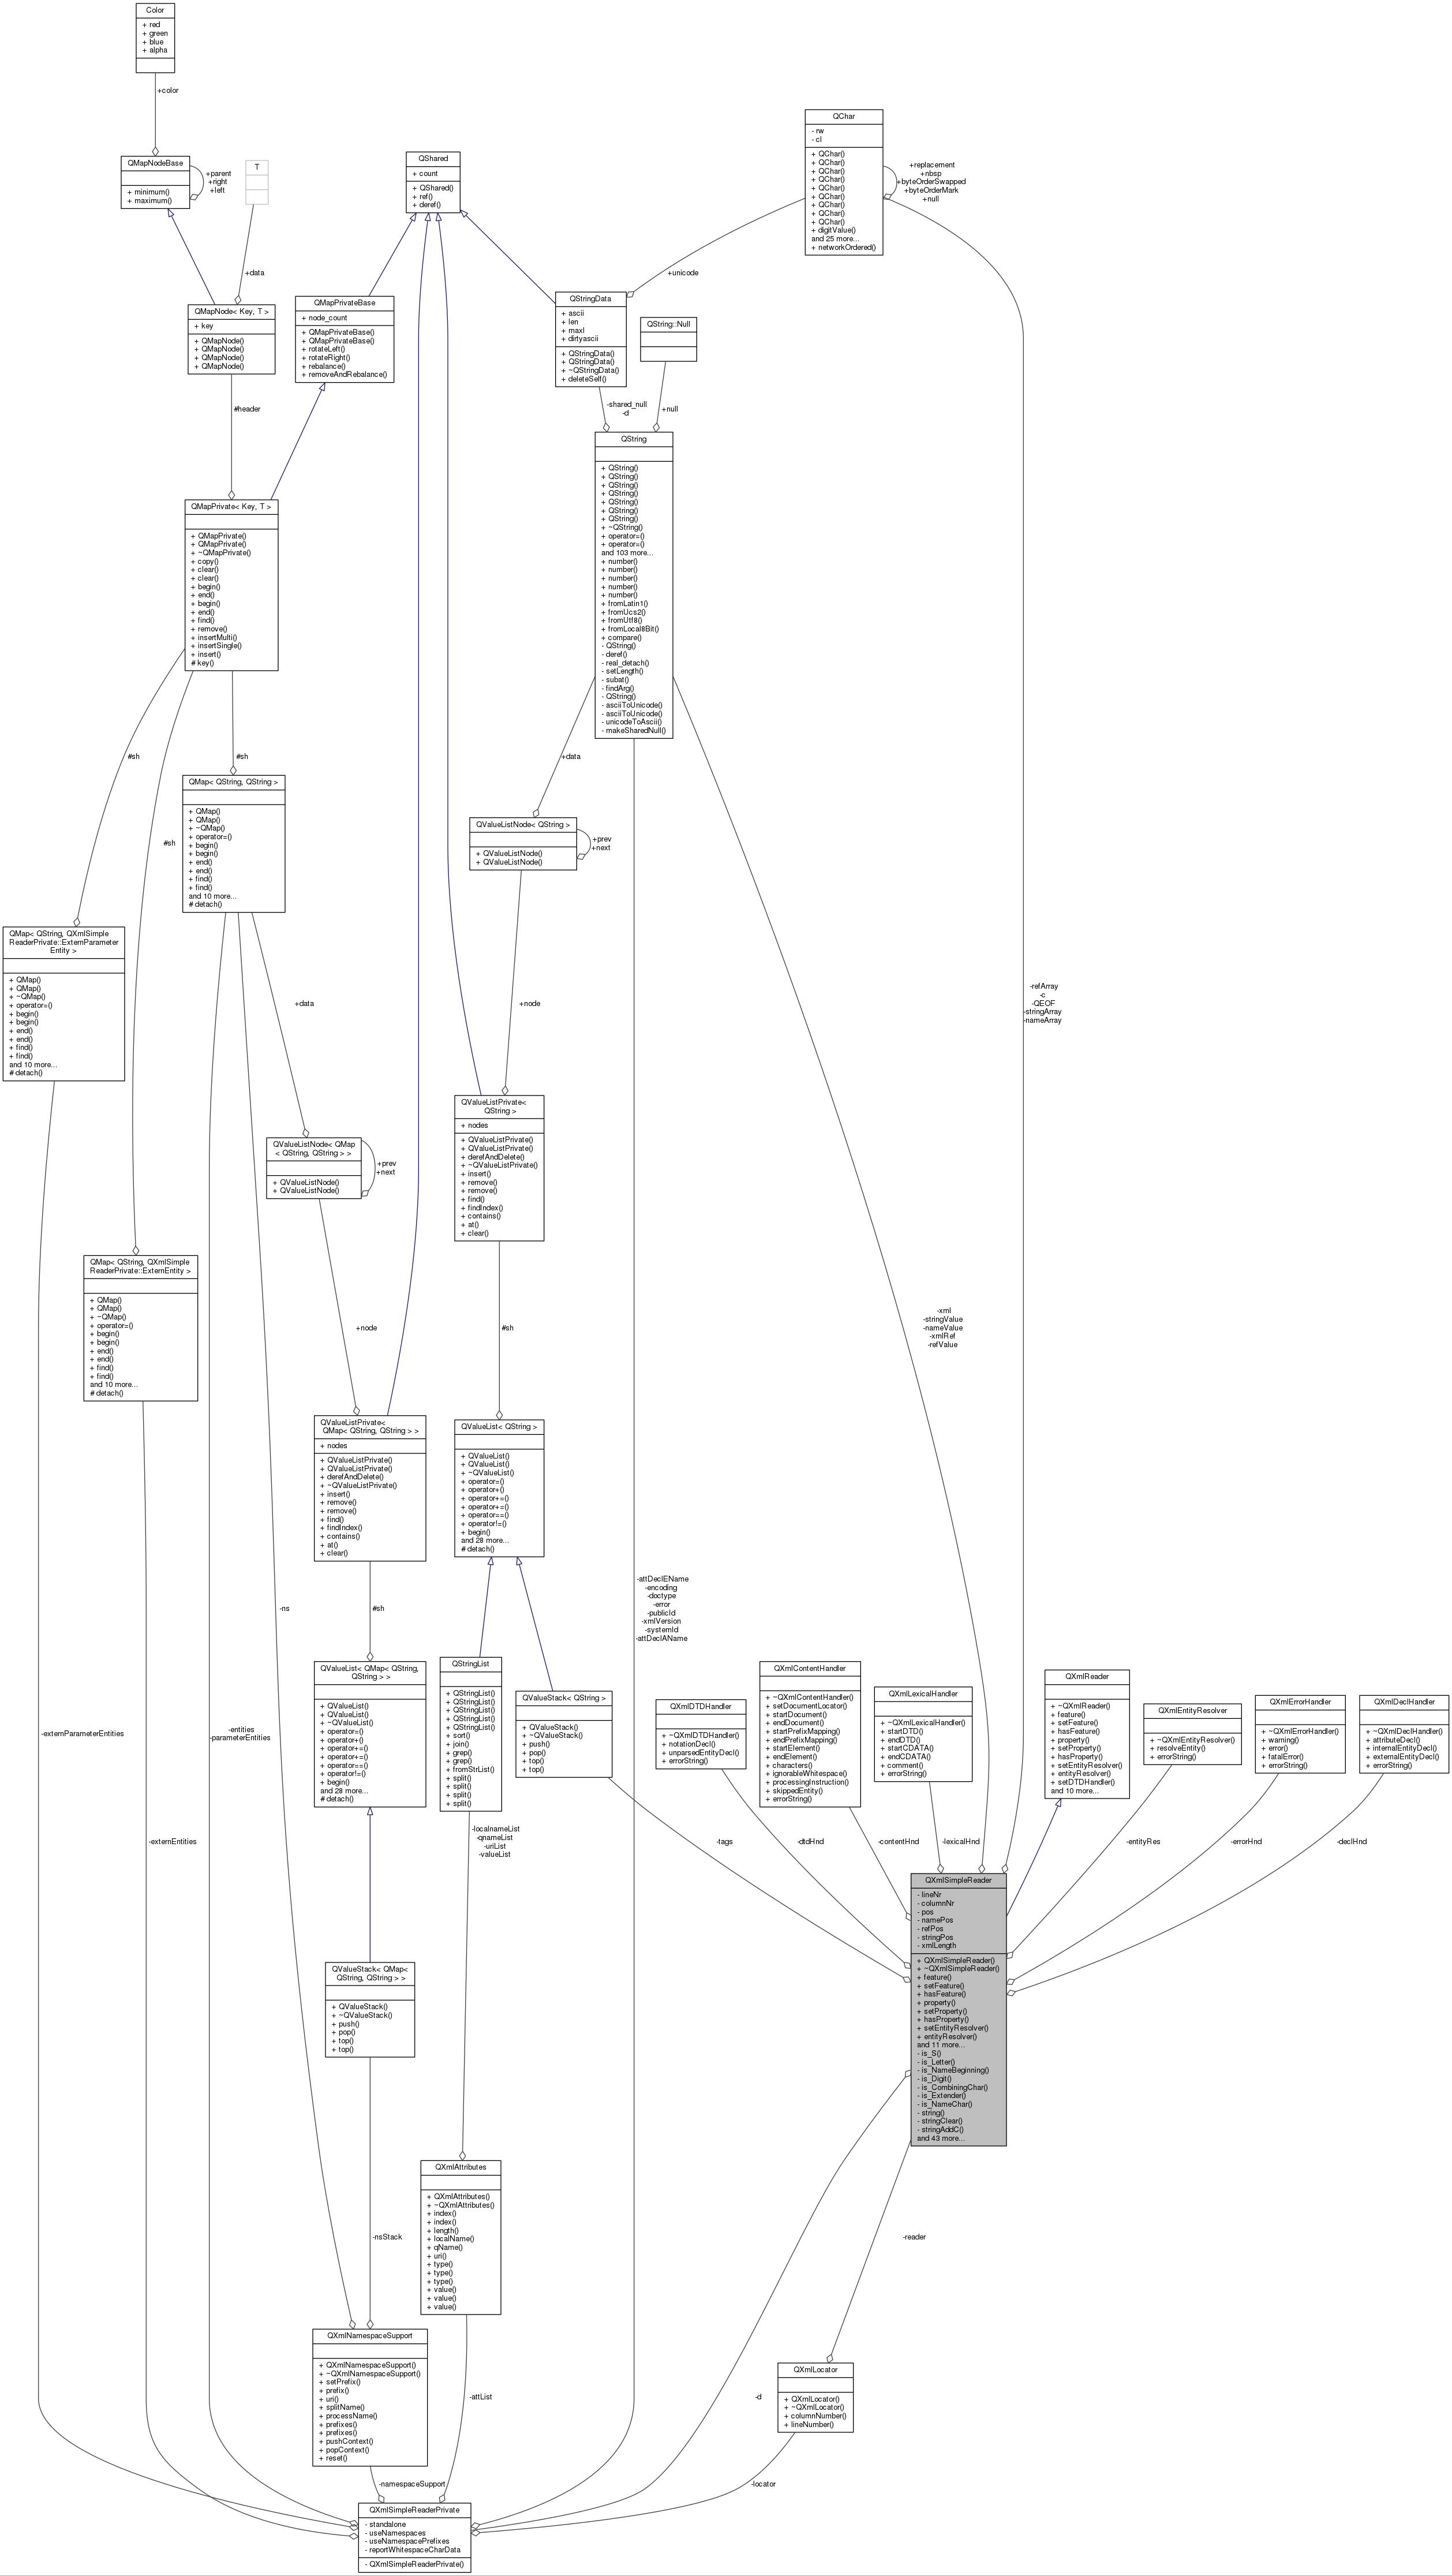 Color
+ red
+ green
+ blue
+ alpha
+color
QMapNodeBase
+ minimum()
+ maximum()
+parent
+right
+left
T
+data
QShared
+ count
+ QShared()
+ ref()
+ deref()
QChar
- rw
- cl
+ QChar()
+ QChar()
+ QChar()
+ QChar()
+ QChar()
+ QChar()
+ QChar()
+ QChar()
+ QChar()
+ digitValue()
and 25 more...
+ networkOrdered()
+replacement
+nbsp
+byteOrderSwapped
+byteOrderMark
+null
+unicode
QMapNode< Key, T >
+ key
+ QMapNode()
+ QMapNode()
+ QMapNode()
+ QMapNode()
#header
QMapPrivateBase
+ node_count
+ QMapPrivateBase()
+ QMapPrivateBase()
+ rotateLeft()
+ rotateRight()
+ rebalance()
+ removeAndRebalance()
QStringData
+ ascii
+ len
+ maxl
+ dirtyascii
+ QStringData()
+ QStringData()
+ ~QStringData()
+ deleteSelf()
QString::Null
-shared_null
-d
+null
QString
+ QString()
+ QString()
+ QString()
+ QString()
+ QString()
+ QString()
+ QString()
+ ~QString()
+ operator=()
+ operator=()
and 103 more...
+ number()
+ number()
+ number()
+ number()
+ number()
+ fromLatin1()
+ fromUcs2()
+ fromUtf8()
+ fromLocal8Bit()
+ compare()
- QString()
- deref()
- real_detach()
- setLength()
- subat()
- findArg()
- QString()
- asciiToUnicode()
- asciiToUnicode()
- unicodeToAscii()
- makeSharedNull()
QMapPrivate< Key, T >
+ QMapPrivate()
+ QMapPrivate()
+ ~QMapPrivate()
+ copy()
+ clear()
+ clear()
+ begin()
+ end()
+ begin()
+ end()
+ find()
+ remove()
+ insertMulti()
+ insertSingle()
+ insert()
# key()
#sh
#sh
#sh
+data
QMap< QString, QString >
+ QMap()
+ QMap()
+ ~QMap()
+ operator=()
+ begin()
+ begin()
+ end()
+ end()
+ find()
+ find()
and 10 more...
# detach()
QValueListNode< QString >
+ QValueListNode()
+ QValueListNode()
+prev
+next
QMap< QString, QXmlSimple
ReaderPrivate::ExternParameter
Entity >
+ QMap()
+ QMap()
+ ~QMap()
+ operator=()
+ begin()
+ begin()
+ end()
+ end()
+ find()
+ find()
and 10 more...
# detach()
+data
+node
-refArray
-c
-QEOF
-stringArray
-nameArray
QValueListPrivate<
QString >
+ nodes
+ QValueListPrivate()
+ QValueListPrivate()
+ derefAndDelete()
+ ~QValueListPrivate()
+ insert()
+ remove()
+ remove()
+ find()
+ findIndex()
+ contains()
+ at()
+ clear()
QValueListNode< QMap
< QString, QString > >
+ QValueListNode()
+ QValueListNode()
+prev
+next
QMap< QString, QXmlSimple
ReaderPrivate::ExternEntity >
+ QMap()
+ QMap()
+ ~QMap()
+ operator=()
+ begin()
+ begin()
+ end()
+ end()
+ find()
+ find()
and 10 more...
# detach()
+node
#sh
-xml
-stringValue
-nameValue
-xmlRef
-refValue
QValueListPrivate<
QMap< QString, QString > >
+ nodes
+ QValueListPrivate()
+ QValueListPrivate()
+ derefAndDelete()
+ ~QValueListPrivate()
+ insert()
+ remove()
+ remove()
+ find()
+ findIndex()
+ contains()
+ at()
+ clear()
QValueList< QString >
+ QValueList()
+ QValueList()
+ ~QValueList()
+ operator=()
+ operator+()
+ operator+=()
+ operator+=()
+ operator==()
+ operator!=()
+ begin()
and 28 more...
# detach()
-ns
#sh
-attDeclEName
-encoding
-doctype
-error
-publicId
-xmlVersion
-systemId
-attDeclAName
QValueList< QMap< QString,
QString > >
+ QValueList()
+ QValueList()
+ ~QValueList()
+ operator=()
+ operator+()
+ operator+=()
+ operator+=()
+ operator==()
+ operator!=()
+ begin()
and 28 more...
# detach()
QStringList
+ QStringList()
+ QStringList()
+ QStringList()
+ QStringList()
+ QStringList()
+ sort()
+ join()
+ grep()
+ grep()
+ fromStrList()
+ split()
+ split()
+ split()
+ split()
QValueStack< QString >
+ QValueStack()
+ ~QValueStack()
+ push()
+ pop()
+ top()
+ top()
QXmlDTDHandler
+ ~QXmlDTDHandler()
+ notationDecl()
+ unparsedEntityDecl()
+ errorString()
QXmlContentHandler
+ ~QXmlContentHandler()
+ setDocumentLocator()
+ startDocument()
+ endDocument()
+ startPrefixMapping()
+ endPrefixMapping()
+ startElement()
+ endElement()
+ characters()
+ ignorableWhitespace()
+ processingInstruction()
+ skippedEntity()
+ errorString()
QXmlLexicalHandler
+ ~QXmlLexicalHandler()
+ startDTD()
+ endDTD()
+ startCDATA()
+ endCDATA()
+ comment()
+ errorString()
QXmlReader
+ ~QXmlReader()
+ feature()
+ setFeature()
+ hasFeature()
+ property()
+ setProperty()
+ hasProperty()
+ setEntityResolver()
+ entityResolver()
+ setDTDHandler()
and 10 more...
QXmlEntityResolver
+ ~QXmlEntityResolver()
+ resolveEntity()
+ errorString()
QXmlErrorHandler
+ ~QXmlErrorHandler()
+ warning()
+ error()
+ fatalError()
+ errorString()
QXmlDeclHandler
+ ~QXmlDeclHandler()
+ attributeDecl()
+ internalEntityDecl()
+ externalEntityDecl()
+ errorString()
-externParameterEntities
-entities
-parameterEntities
-externEntities
-localnameList
-qnameList
-uriList
-valueList
-tags
-dtdHnd
-contentHnd
-lexicalHnd
-entityRes
-errorHnd
-declHnd
QXmlSimpleReader
- lineNr
- columnNr
- pos
- namePos
- refPos
- stringPos
- xmlLength
+ QXmlSimpleReader()
+ ~QXmlSimpleReader()
+ feature()
+ setFeature()
+ hasFeature()
+ property()
+ setProperty()
+ hasProperty()
+ setEntityResolver()
+ entityResolver()
and 11 more...
- is_S()
- is_Letter()
- is_NameBeginning()
- is_Digit()
- is_CombiningChar()
- is_Extender()
- is_NameChar()
- string()
- stringClear()
- stringAddC()
and 43 more...
QValueStack< QMap<
QString, QString > >
+ QValueStack()
+ ~QValueStack()
+ push()
+ pop()
+ top()
+ top()
QXmlAttributes
+ QXmlAttributes()
+ ~QXmlAttributes()
+ index()
+ index()
+ length()
+ localName()
+ qName()
+ uri()
+ type()
+ type()
+ type()
+ value()
+ value()
+ value()
-nsStack
-reader
QXmlNamespaceSupport
+ QXmlNamespaceSupport()
+ ~QXmlNamespaceSupport()
+ setPrefix()
+ prefix()
+ uri()
+ splitName()
+ processName()
+ prefixes()
+ prefixes()
+ pushContext()
+ popContext()
+ reset()
-attList
-d
QXmlLocator
+ QXmlLocator()
+ ~QXmlLocator()
+ columnNumber()
+ lineNumber()
-namespaceSupport
-locator
QXmlSimpleReaderPrivate
- standalone
- useNamespaces
- useNamespacePrefixes
- reportWhitespaceCharData
- QXmlSimpleReaderPrivate()